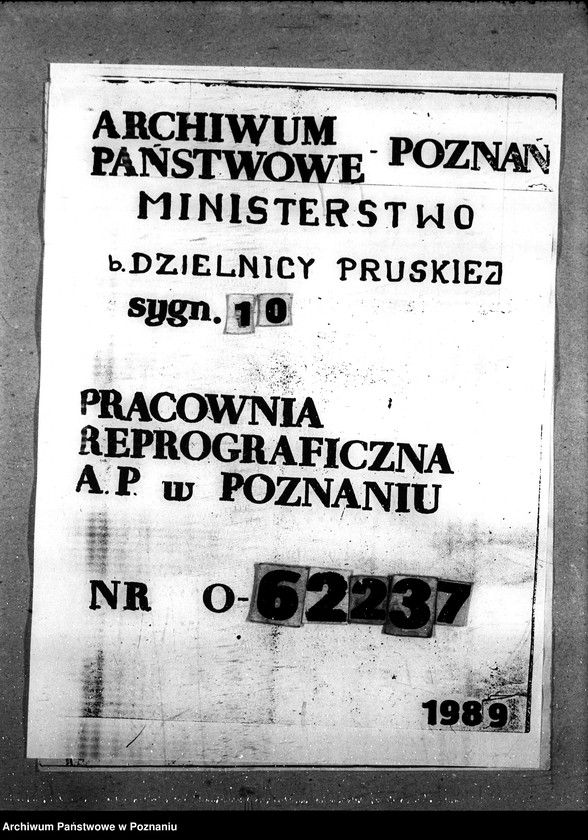 ARCHIWUM
PAŃSTWOWE - POZNAŃ
MINISTERSTWO
b. DZIELNICY PRUSKIEJ
sygn. 10
PRACOWNIA
REPROGRAFICZNA
A. P. w POZNANIU
NR O-62237
1989
Archiwum Państwowe w Poznaniu